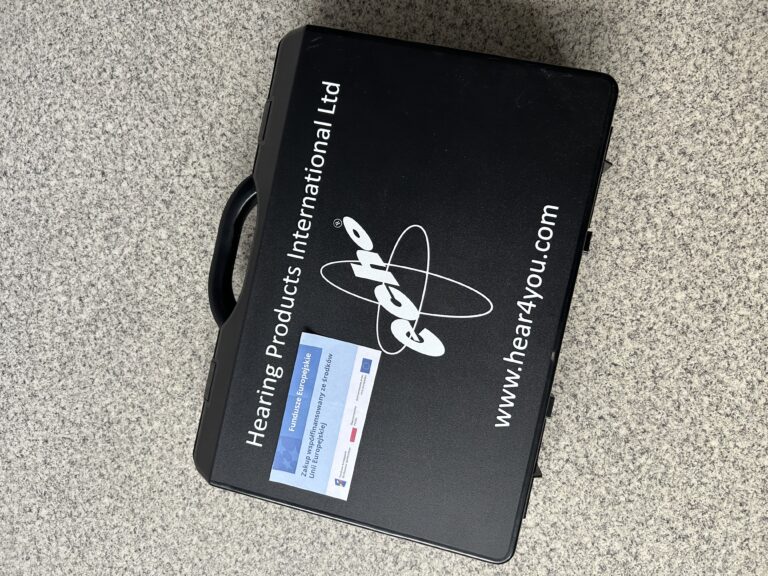 Hearing Products International Ltd
echo®
www.hear4you.com
Fundusze Europejskie
Zakup współfinansowany ze środków
Unii Europejskiej